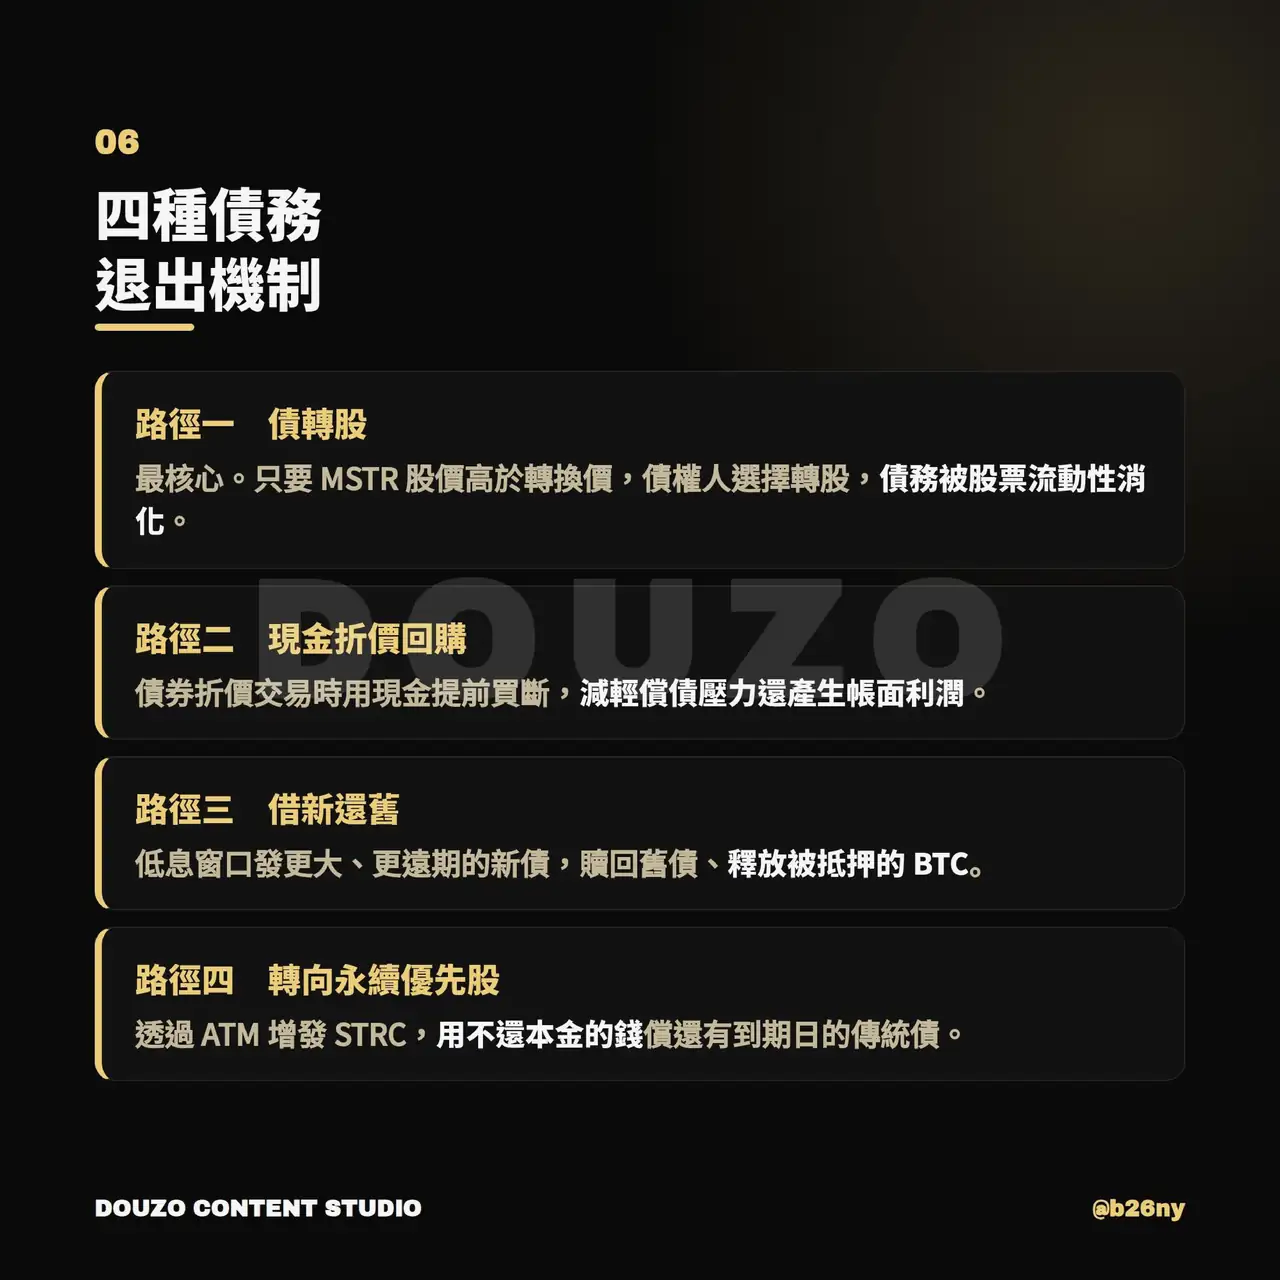 06
四種債務
退出機制
路徑一　債轉股
最核心。只要 MSTR 股價高於轉換價，債權人選擇轉股，債務被股票流動性消
化。
DOUZO
路徑二　現金折價回購
債券折價交易時用現金提前買斷，減輕償債壓力還產生帳面利潤。
路徑三　借新還舊
低息窗口發更大、更遠期的新債，贖回舊債、釋放被抵押的 BTC。
路徑四　轉向永續優先股
透過 ATM 增發 STRC，用不還本金的錢償還有到期日的傳統債。
DOUZO CONTENT STUDIO
@b26ny